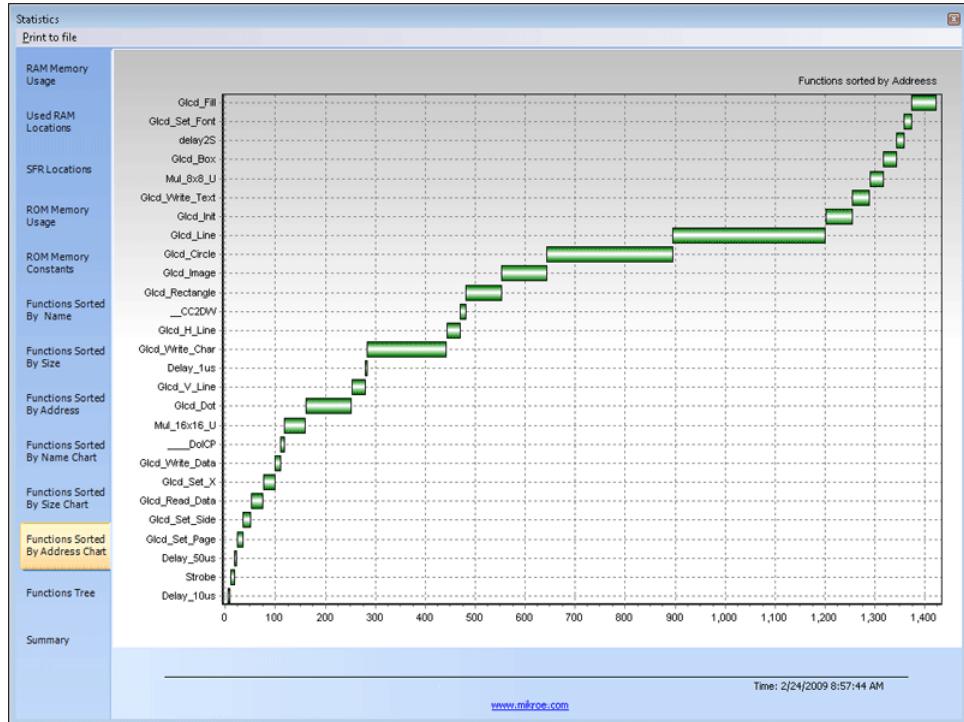 Statistics
Print to file
RAM Memory
Usage
Used RAM
Locations
SFR Locations
ROM Memory
Usage
ROM Memory
Constants
Functions Sorted
By Name
Functions Sorted
By Size
Functions Sorted
By Address
Functions Sorted
By Name Chart
Functions Sorted
By Size Chart
Functions Sorted
By Address Chart
Functions Tree
Summary
Functions sorted by Addreess
Glcd_Fill
Glcd_Set_Font
delay2S
Glcd_Box
Mul_8x8_U
Glcd_Write_Text
Glcd_Init
Glcd_Line
Glcd_Circle
Glcd_Image
Glcd_Rectangle
__CC2DW
Glcd_H_Line
Glcd_Write_Char
Delay_1us
Glcd_V_Line
Glcd_Dot
Mul_16x16_U
____DoICP
Glcd_Write_Data
Glcd_Set_X
Glcd_Read_Data
Glcd_Set_Side
Glcd_Set_Page
Delay_50us
Strobe
Delay_10us
0 100 200 300 400 500 600 700 800 900 1,000 1,100 1,200 1,300 1,400
Time: 2/24/2009 8:57:44 AM
www.mikroe.com